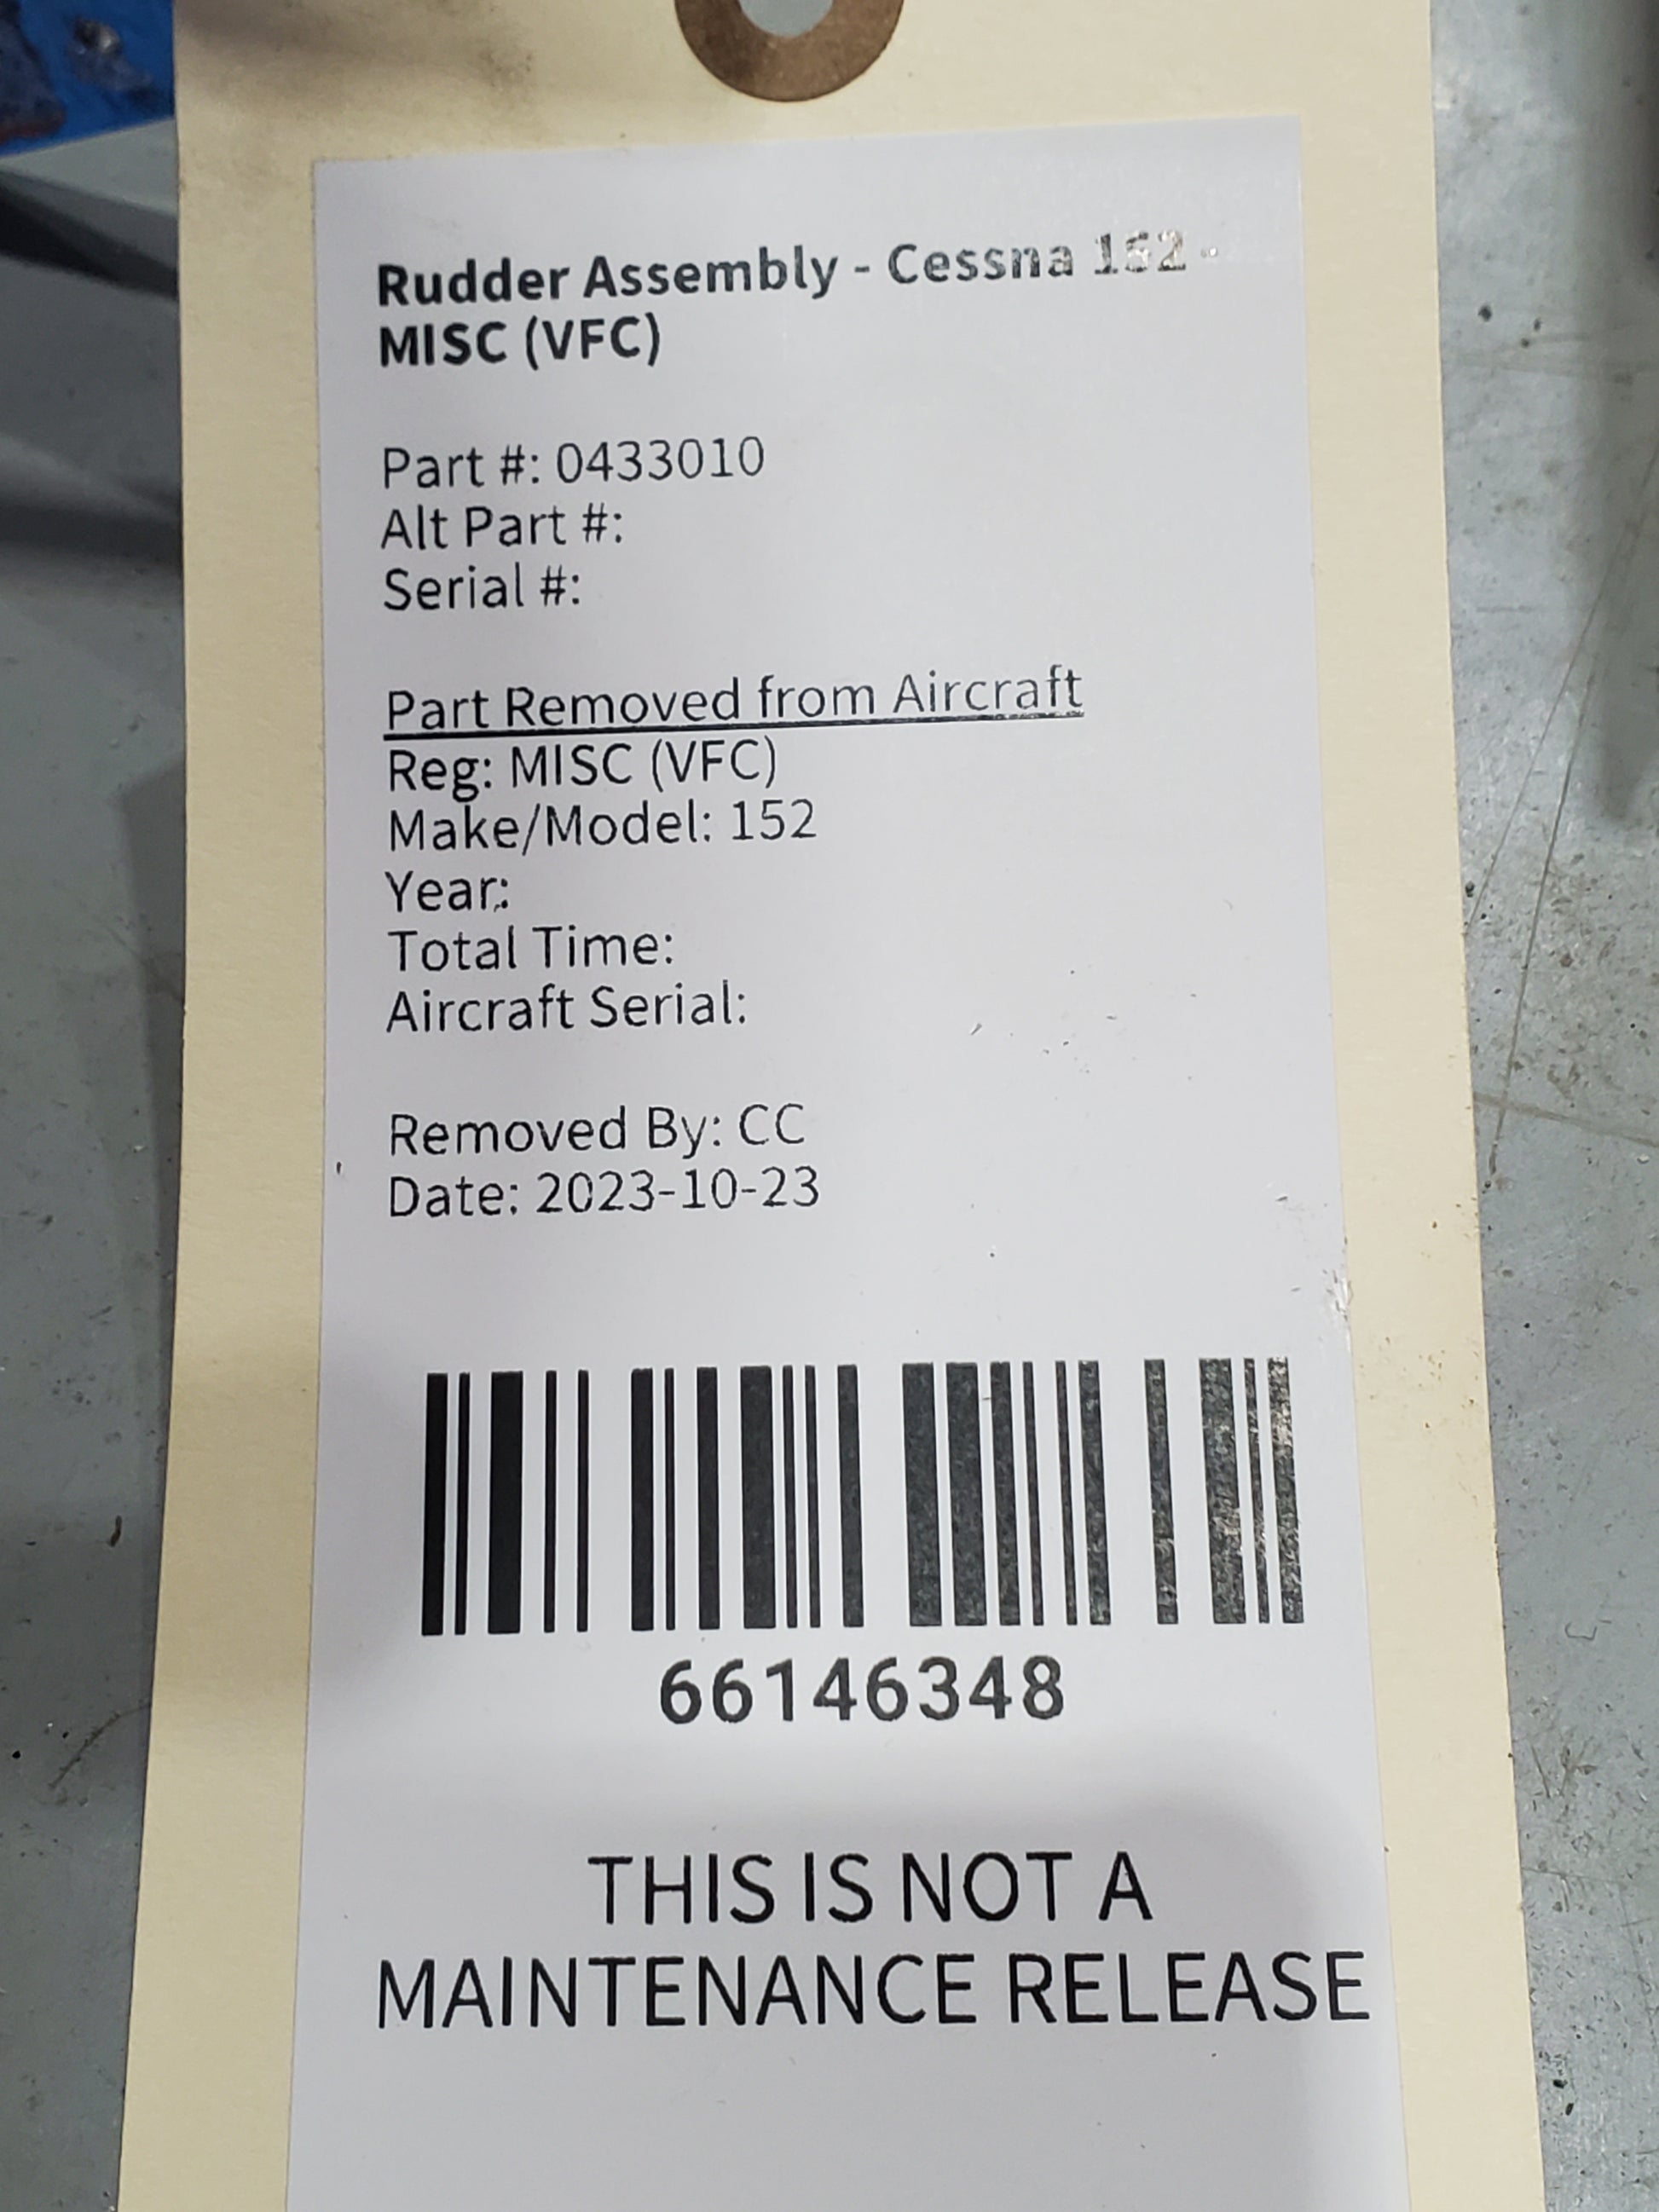 Rudder Assembly - Cessna 152 -
MISC (VFC)
Part #: 0433010
Alt Part #:
Serial #:
Part Removed from Aircraft
Reg: MISC (VFC)
Make/Model: 152
Year:
Total Time:
Aircraft Serial:
Removed By: CC
Date: 2023-10-23
66146348
THIS IS NOT A
MAINTENANCE RELEASE